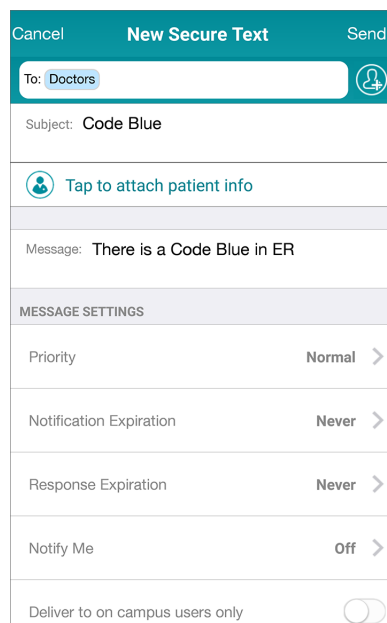 Cancel New Secure Text Send
To: Doctors
Subject: Code Blue
Tap to attach patient info
Message: There is a Code Blue in ER
MESSAGE SETTINGS
Priority Normal
Notification Expiration Never
Response Expiration Never
Notify Me Off
Deliver to on campus users only